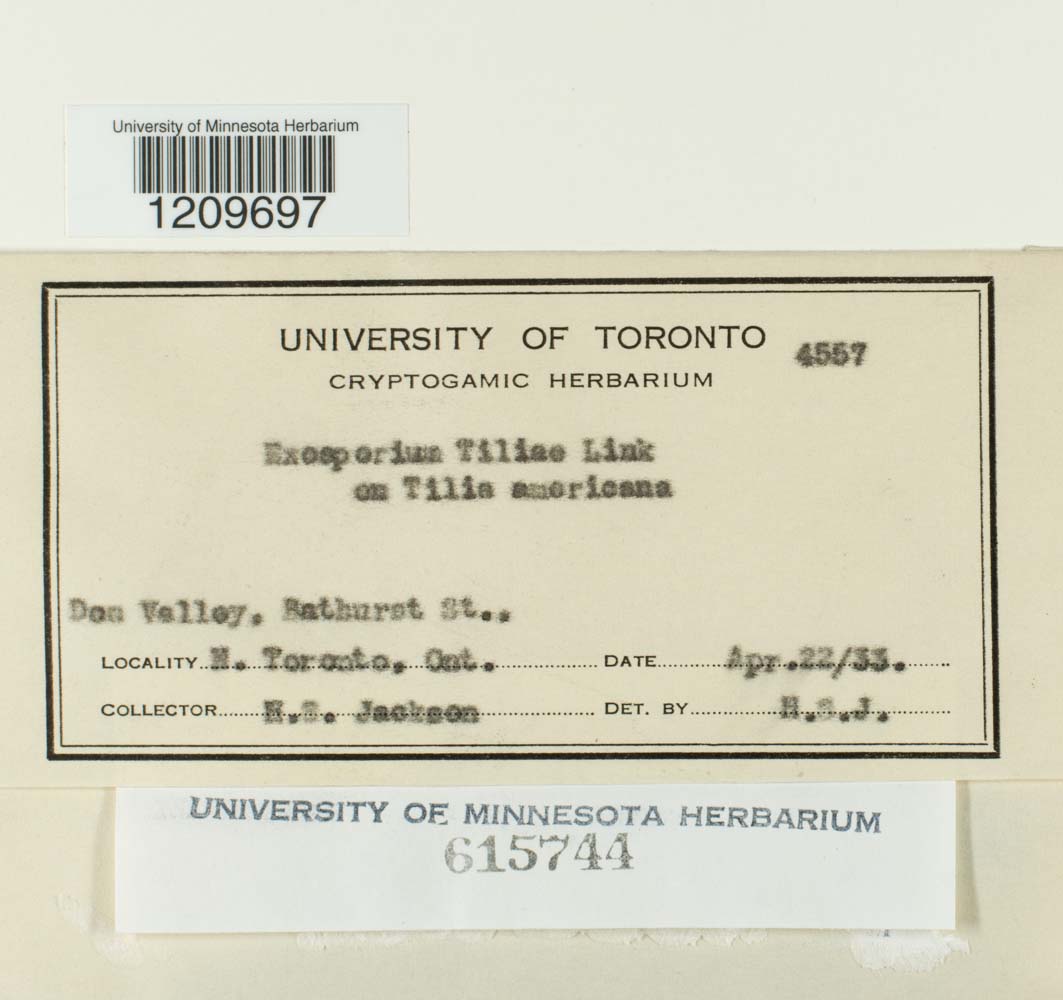 University of Minnesota Herbarium
1209697
UNIVERSITY OF TORONTO
4557
CRYPTOGAMIC HERBARIUM
Exosporium Tiliae Link
on Tilia americana
Don Valley, Bathurst St.,
LOCALITY N. Toronto, Ont. DATE Apr.22/33.
COLLECTOR H.S. Jackson DET. BY H.S.J.
UNIVERSITY OF MINNESOTA HERBARIUM
615744